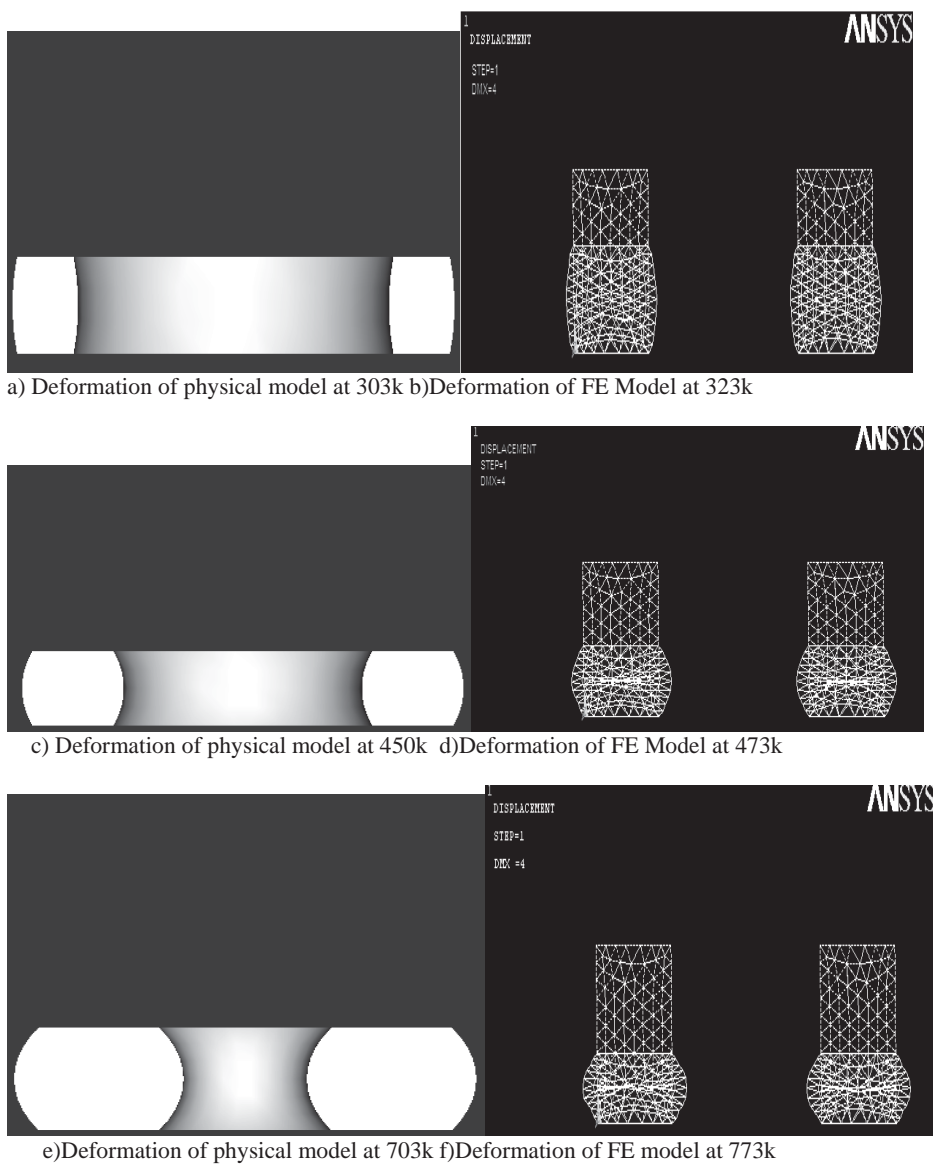 1
DISPLACEMENT
STEP=1
DMX=4
ANSYS
a) Deformation of physical model at 303k b)Deformation of FE Model at 323k
1
DISPLACEMENT
STEP=1
DMX=4
ANSYS
c) Deformation of physical model at 450k d)Deformation of FE Model at 473k
1
DISPLACEMENT
STEP=1
DMX =4
ANSYS
e)Deformation of physical model at 703k f)Deformation of FE model at 773k